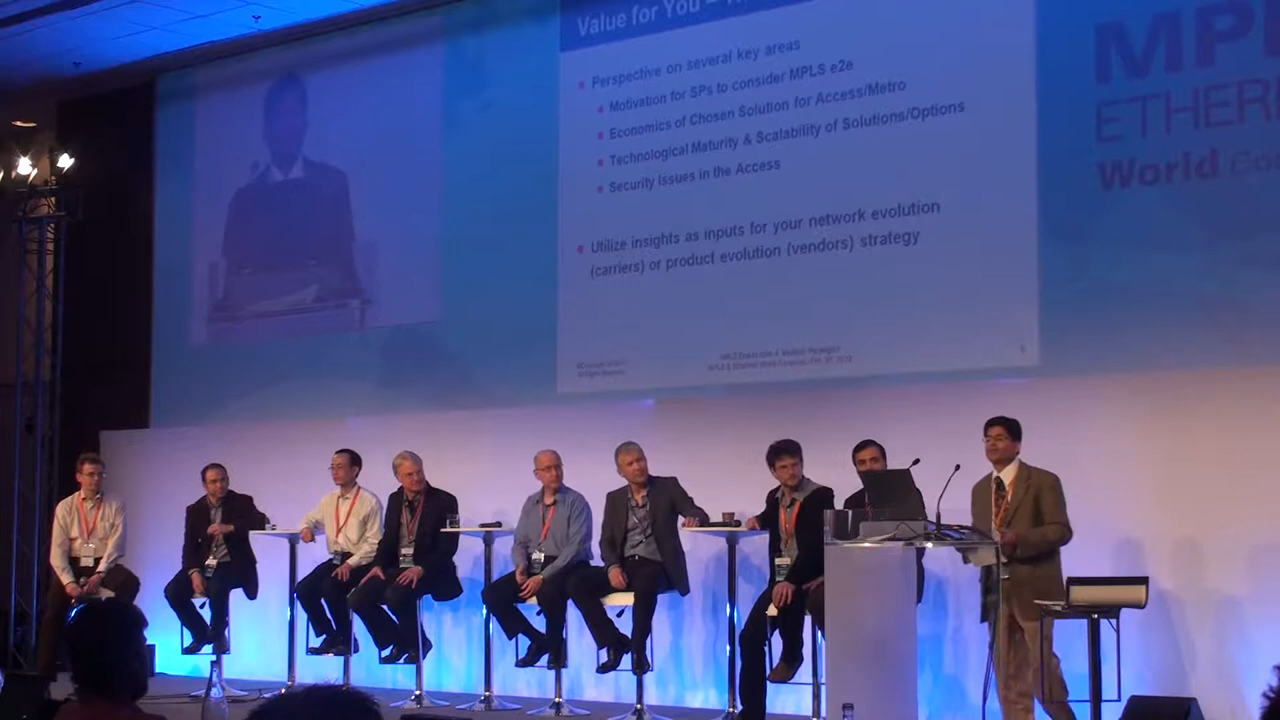 Value for You –
Perspective on several key areas
Motivation for SPs to consider MPLS e2e
Economics of Chosen Solution for Access/Metro
Technological Maturity & Scalability of Solutions/Options
Security Issues in the Access
Utilize insights as inputs for your network evolution
(carriers) or product evolution (vendors) strategy
MPL
ETHER
World Co